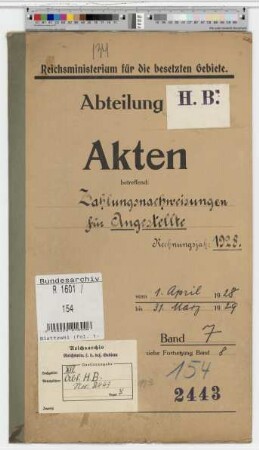 134
Reichsministerium für die besetzten Gebiete.
Abteilung H. B.
Akten
betreffend:
Zahlungsnachweisungen
für Angestellte
Rechnungsjahr 1928.
Bundesarchiv
R 1601 /
154
vom 1. April 1928
bis 31. März 1929
Band 7
siehe Fortsetzung Band 8
154
2443
Reichsarchiv
Abt. H.B.